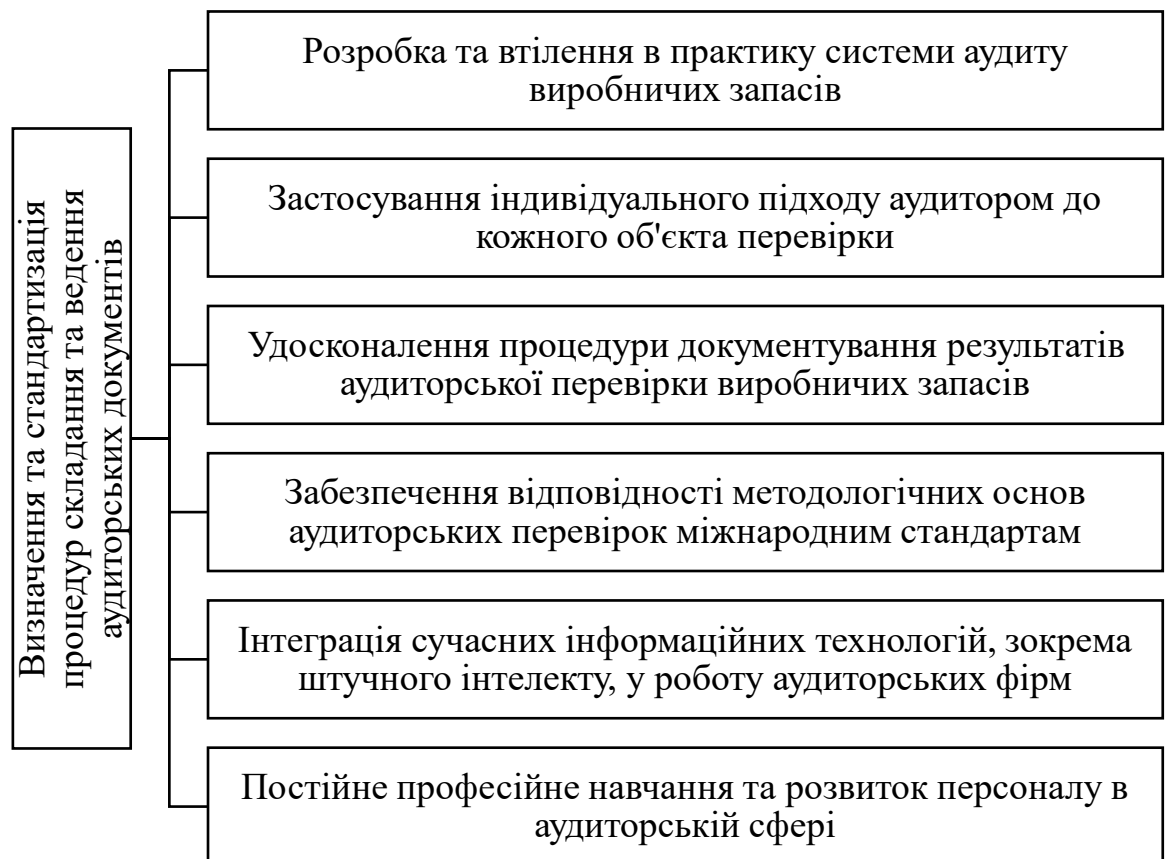 Визначення та стандартизація
процедур складання та ведення
аудиторських документів
Розробка та втілення в практику системи аудиту
виробничих запасів
Застосування індивідуального підходу аудитором до
кожного об'єкта перевірки
Удосконалення процедури документування результатів
аудиторської перевірки виробничих запасів
Забезпечення відповідності методологічних основ
аудиторських перевірок міжнародним стандартам
Інтеграція сучасних інформаційних технологій, зокрема
штучного інтелекту, у роботу аудиторських фірм
Постійне професійне навчання та розвиток персоналу в
аудиторській сфері